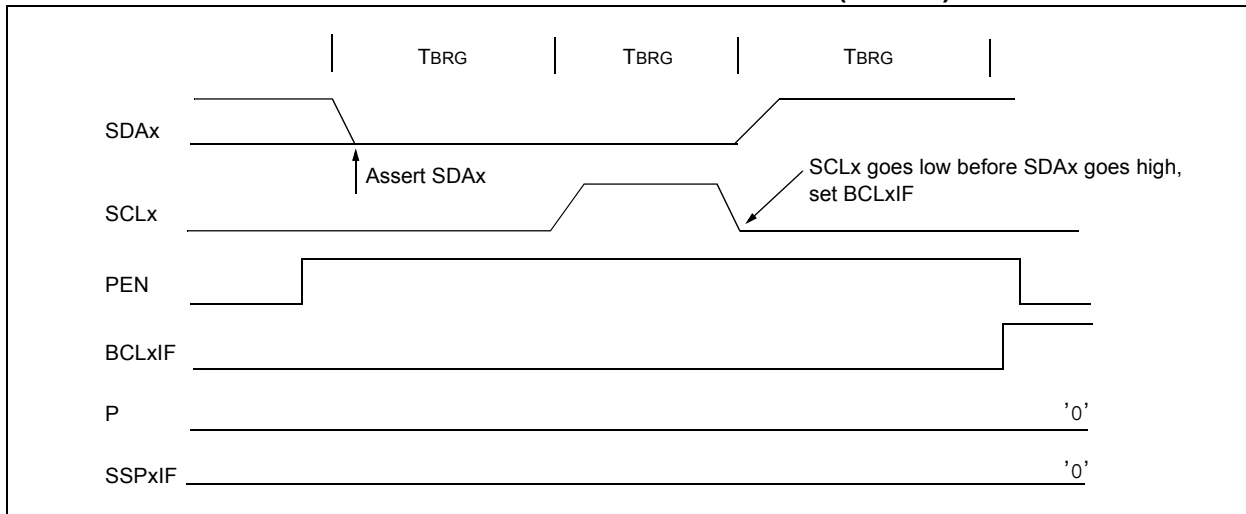 TBRG TBRG TBRG
SDAx
Assert SDAx
SCLx goes low before SDAx goes high,
set BCLxIF
SCLx
PEN
BCLxIF
P '0'
SSPxIF '0'